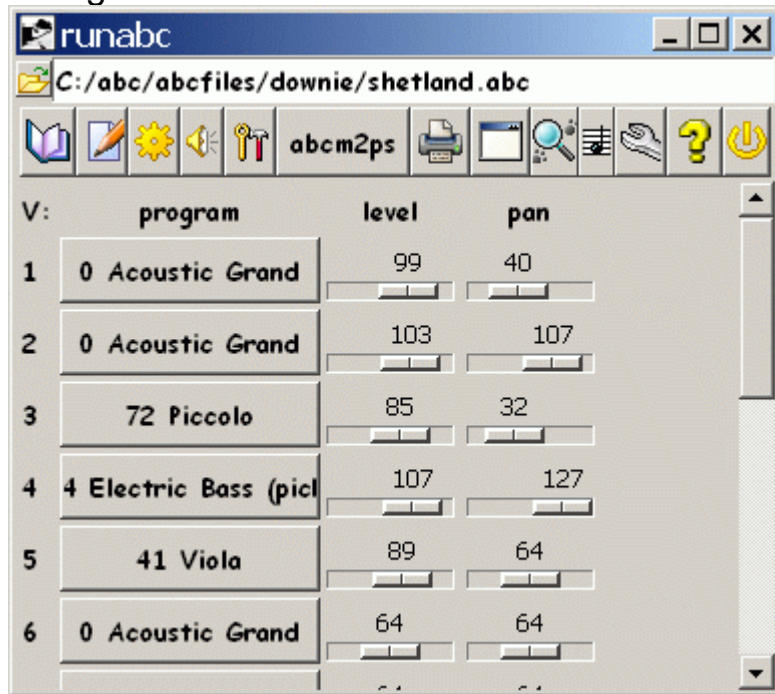 runabc
C:/abc/abcfiles/downie/shetland.abc
abcm2ps
V: program level pan
1 0 Acoustic Grand 99 40
2 0 Acoustic Grand 103 107
3 72 Piccolo 85 32
4 4 Electric Bass (picl 107 127
5 41 Viola 89 64
6 0 Acoustic Grand 64 64